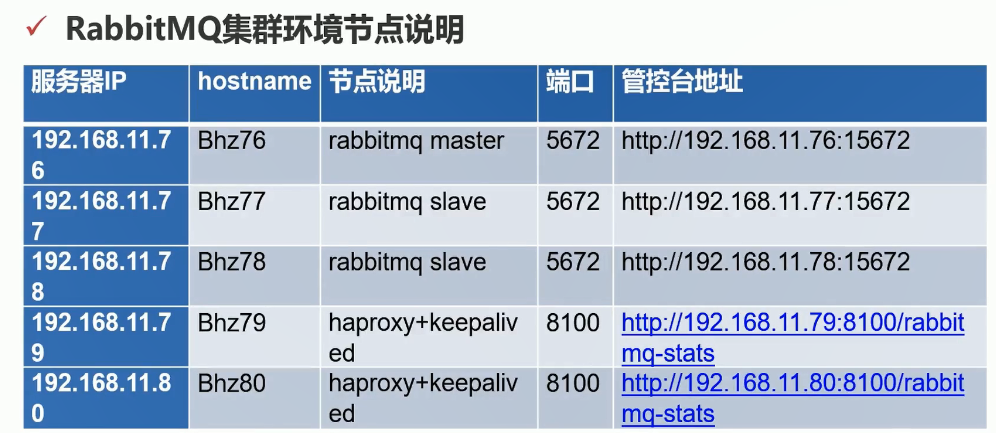 ✓ RabbitMQ集群环境节点说明
服务器IP hostname 节点说明 端口 管控台地址
192.168.11.7 Bhz76 rabbitmq master 5672 http://192.168.11.76:15672
6
192.168.11.7 Bhz77 rabbitmq slave 5672 http://192.168.11.77:15672
7
192.168.11.7 Bhz78 rabbitmq slave 5672 http://192.168.11.78:15672
8
192.168.11.7 Bhz79 haproxy+keepaliv 8100 http://192.168.11.79:8100/rabbit
9 ed mq-stats
192.168.11.8 Bhz80 haproxy+keepaliv 8100 http://192.168.11.80:8100/rabbit
0 ed mq-stats